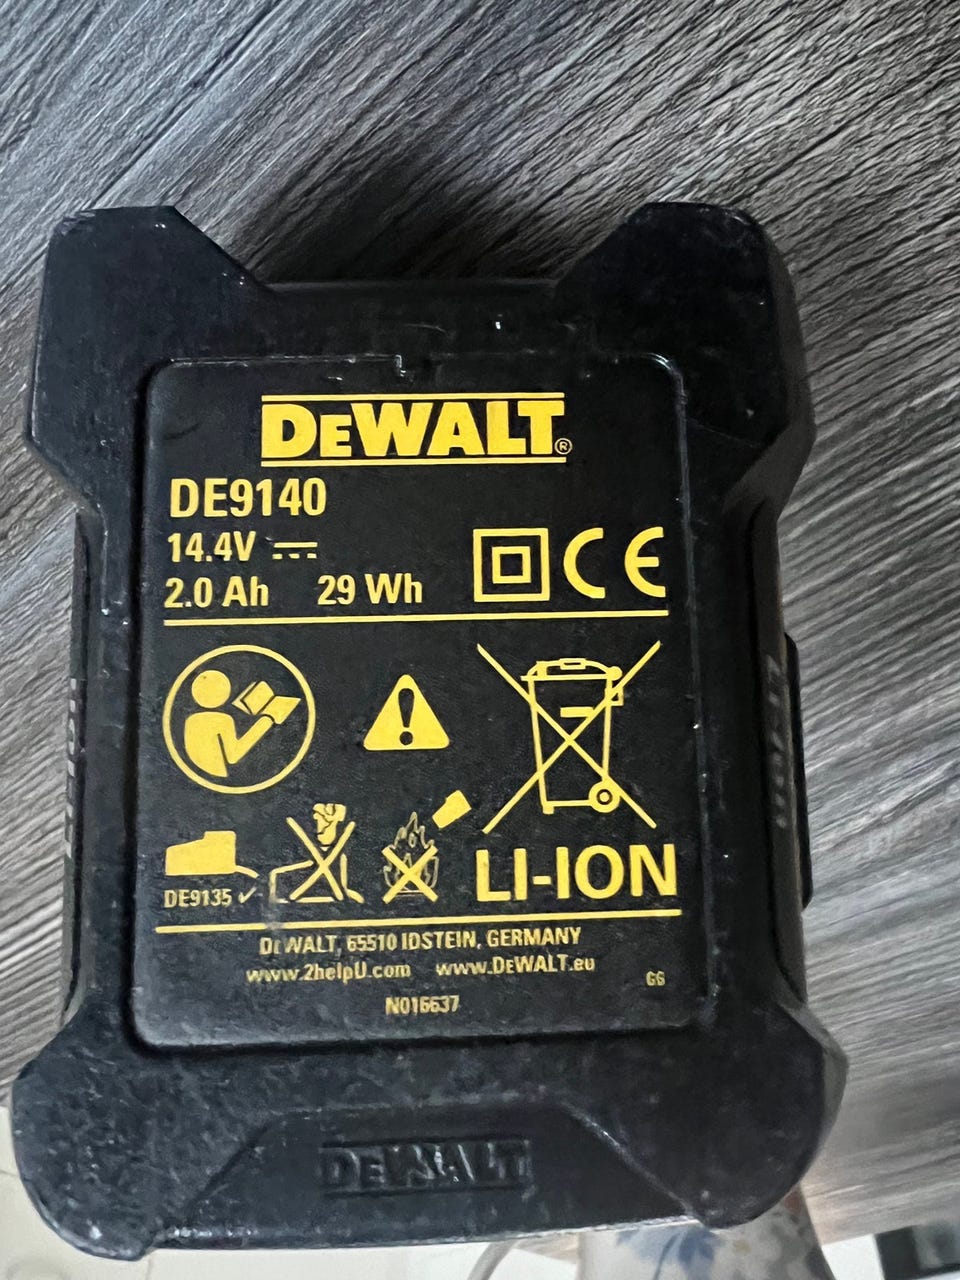 DEWALT®
DE9140
14.4V
2.0 Ah 29 Wh
CE
DE9135 ✓
LI-ION
DEWALT, 65510 IDSTEIN, GERMANY
www.2helpU.com www.DEWALT.eu
GG
N016637
DEWALT